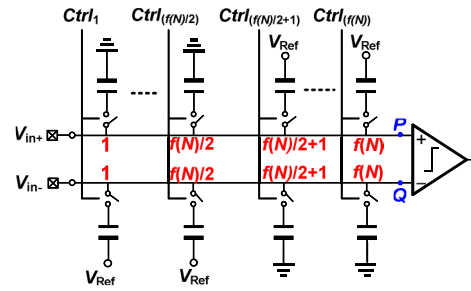 Ctrl1 Ctrl(f(N)/2) Ctrl(f(N)/2+1) Ctrl(f(N))
VRef VRef
Vin+ P
1 f(N)/2 f(N)/2+1 f(N) +
1 f(N)/2 f(N)/2+1 f(N) −
Vin- Q
VRef VRef